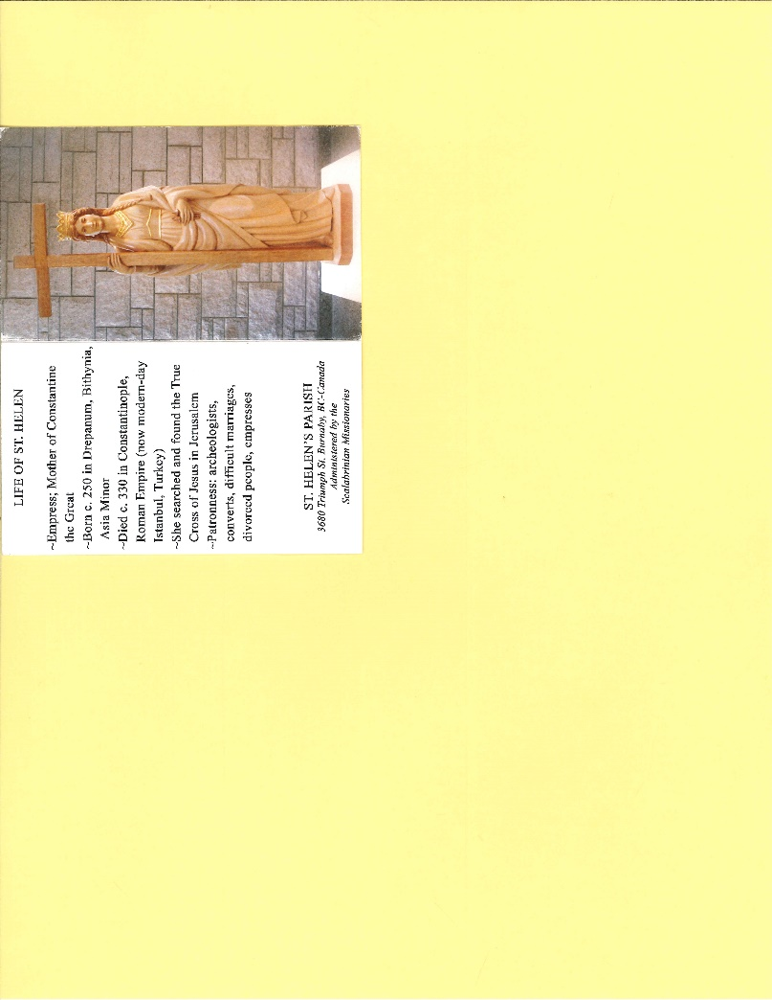 LIFE OF ST. HELEN
~Empress; Mother of Constantine
the Great
~Born c. 250 in Drepanum, Bithynia,
Asia Minor
~Died c. 330 in Constantinople,
Roman Empire (now modern-day
Istanbul, Turkey)
~She searched and found the True
Cross of Jesus in Jerusalem
~Patronness: archeologists,
converts, difficult marriages,
divorced people, empresses
ST. HELEN'S PARISH
3680 Triumph St. Burnaby, BC-Canada
Administered by the
Scalabrinian Missionaries